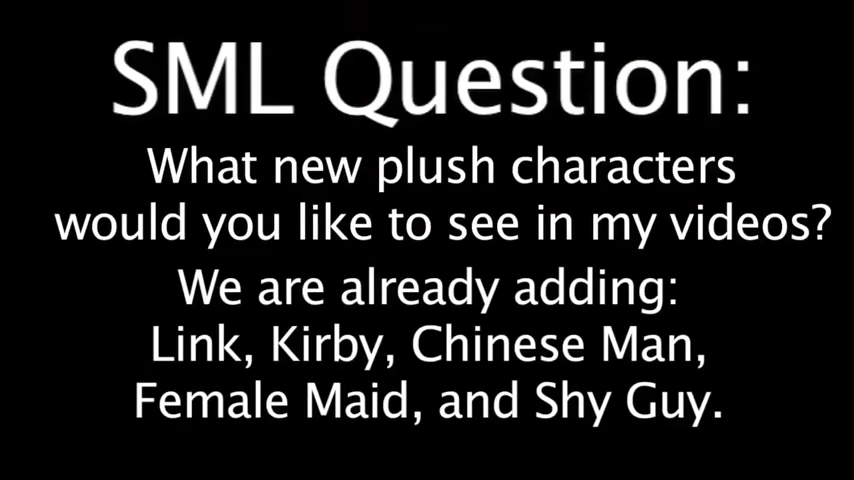 SML Question:
What new plush characters
would you like to see in my videos?
We are already adding:
Link, Kirby, Chinese Man,
Female Maid, and Shy Guy.